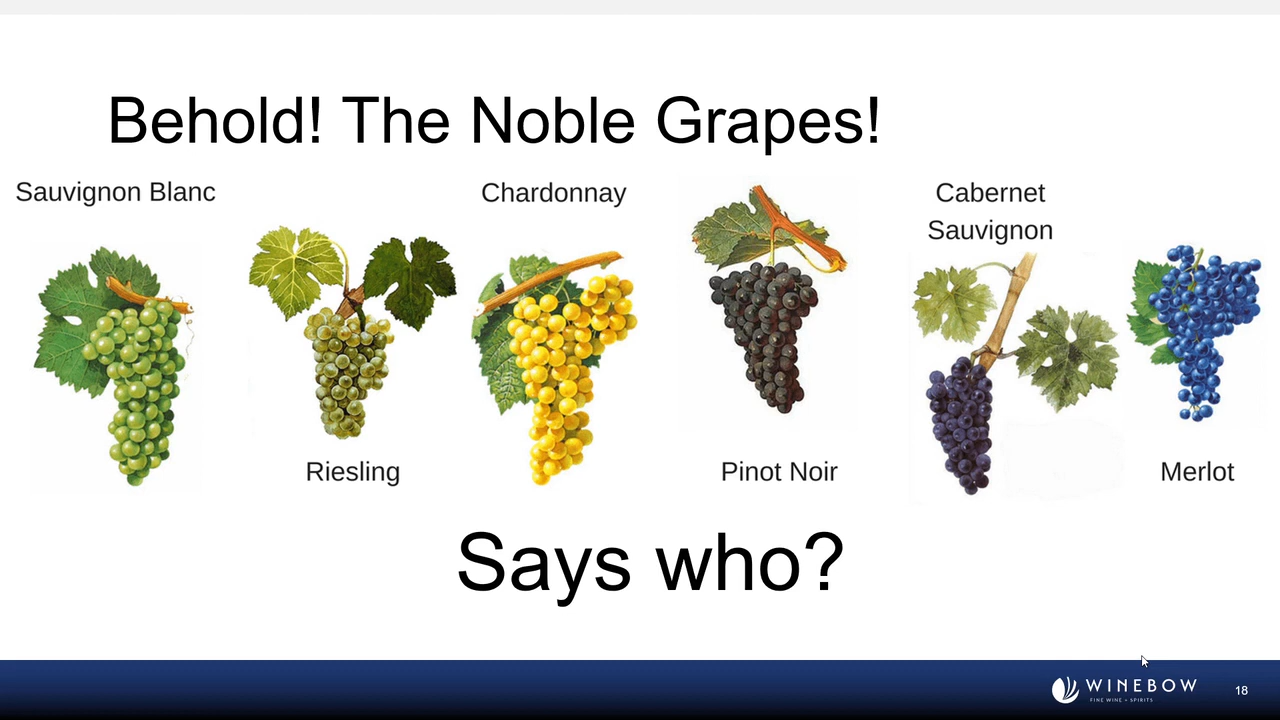 Behold! The Noble Grapes!
Sauvignon Blanc
Chardonnay
Cabernet
Sauvignon
Riesling
Pinot Noir
Merlot
Says who?
WINEBOW
FINE WINE + SPIRITS
18